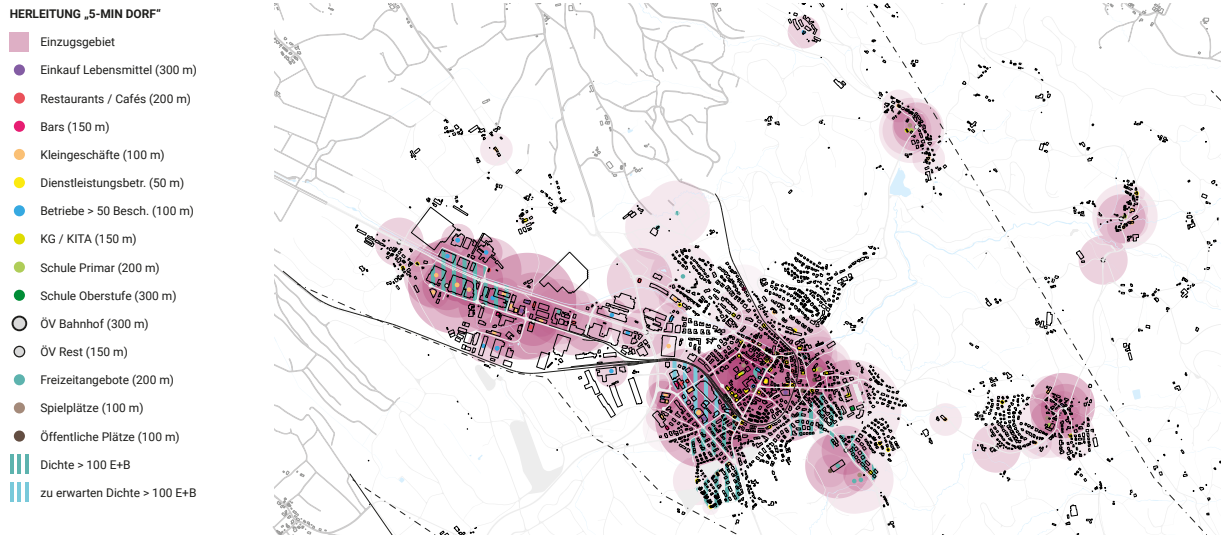 HERLEITUNG „5-MIN DORF“
Einzugsgebiet
Einkauf Lebensmittel (300 m)
Restaurants / Cafés (200 m)
Bars (150 m)
Kleingeschäfte (100 m)
Dienstleistungsbetr. (50 m)
Betriebe > 50 Besch. (100 m)
KG / KITA (150 m)
Schule Primar (200 m)
Schule Oberstufe (300 m)
ÖV Bahnhof (300 m)
ÖV Rest (150 m)
Freizeitangebote (200 m)
Spielplätze (100 m)
Öffentliche Plätze (100 m)
Dichte > 100 E+B
zu erwarten Dichte > 100 E+B